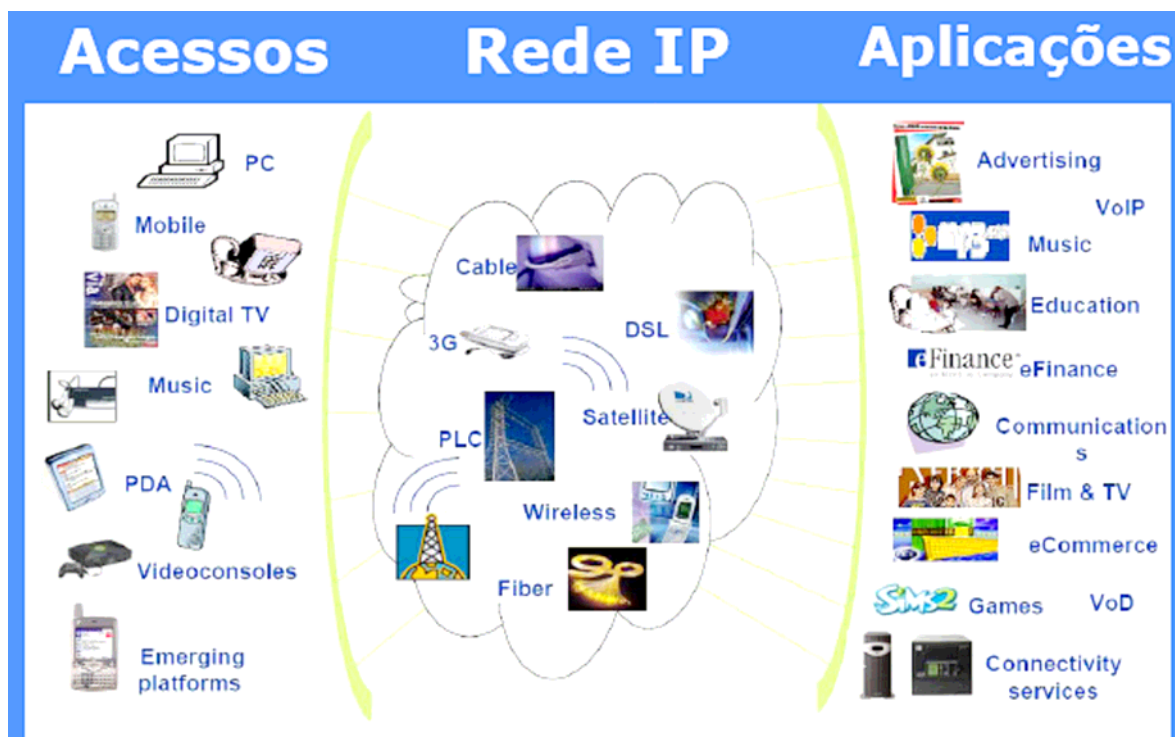 Acessos
Rede IP
Aplicações
PC
Mobile
Digital TV
Music
PDA
Videoconsoles
Emerging
platforms
Cable
3G
DSL
PLC
Satellite
Wireless
Fiber
Advertising
VoIP
Music
Education
eFinance
eFinance
Communication
s
Film & TV
eCommerce
SIMS2
Games
VoD
Connectivity
services